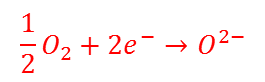 ½ O₂ + 2e⁻ → O²⁻